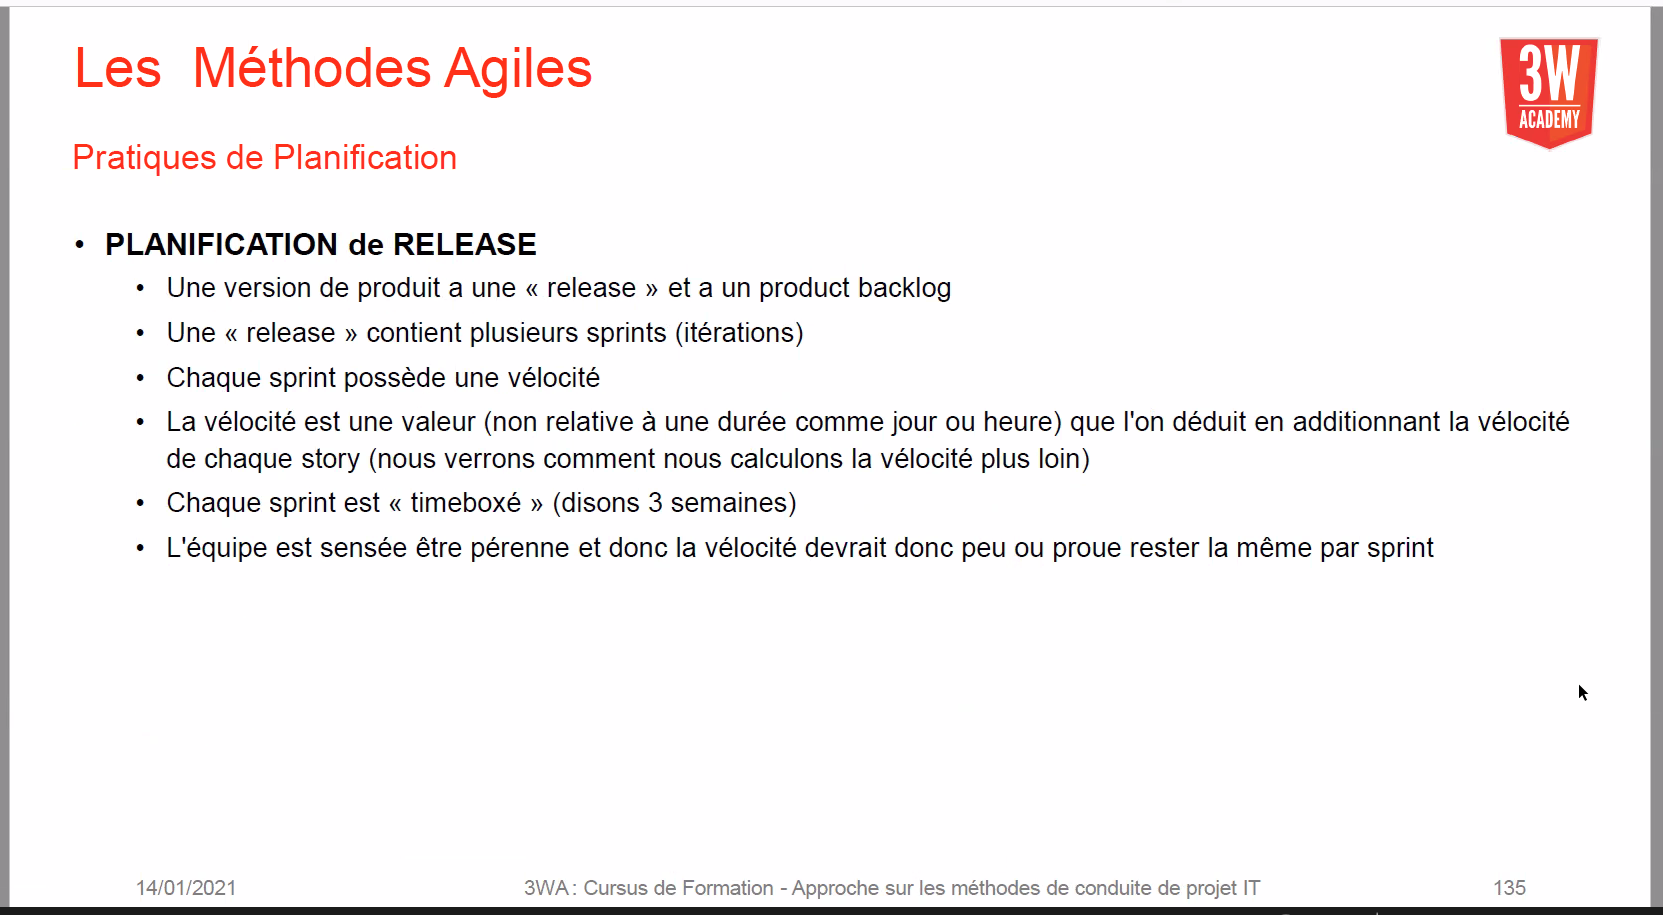 Les  Méthodes Agiles
3W
ACADEMY
Pratiques de Planification
• PLANIFICATION de RELEASE
• Une version de produit a une « release » et a un product backlog
• Une « release » contient plusieurs sprints (itérations)
• Chaque sprint possède une vélocité
• La vélocité est une valeur (non relative à une durée comme jour ou heure) que l'on déduit en additionnant la vélocité
de chaque story (nous verrons comment nous calculons la vélocité plus loin)
• Chaque sprint est « timeboxé » (disons 3 semaines)
• L'équipe est sensée être pérenne et donc la vélocité devrait donc peu ou proue rester la même par sprint
14/01/2021
3WA : Cursus de Formation - Approche sur les méthodes de conduite de projet IT
135